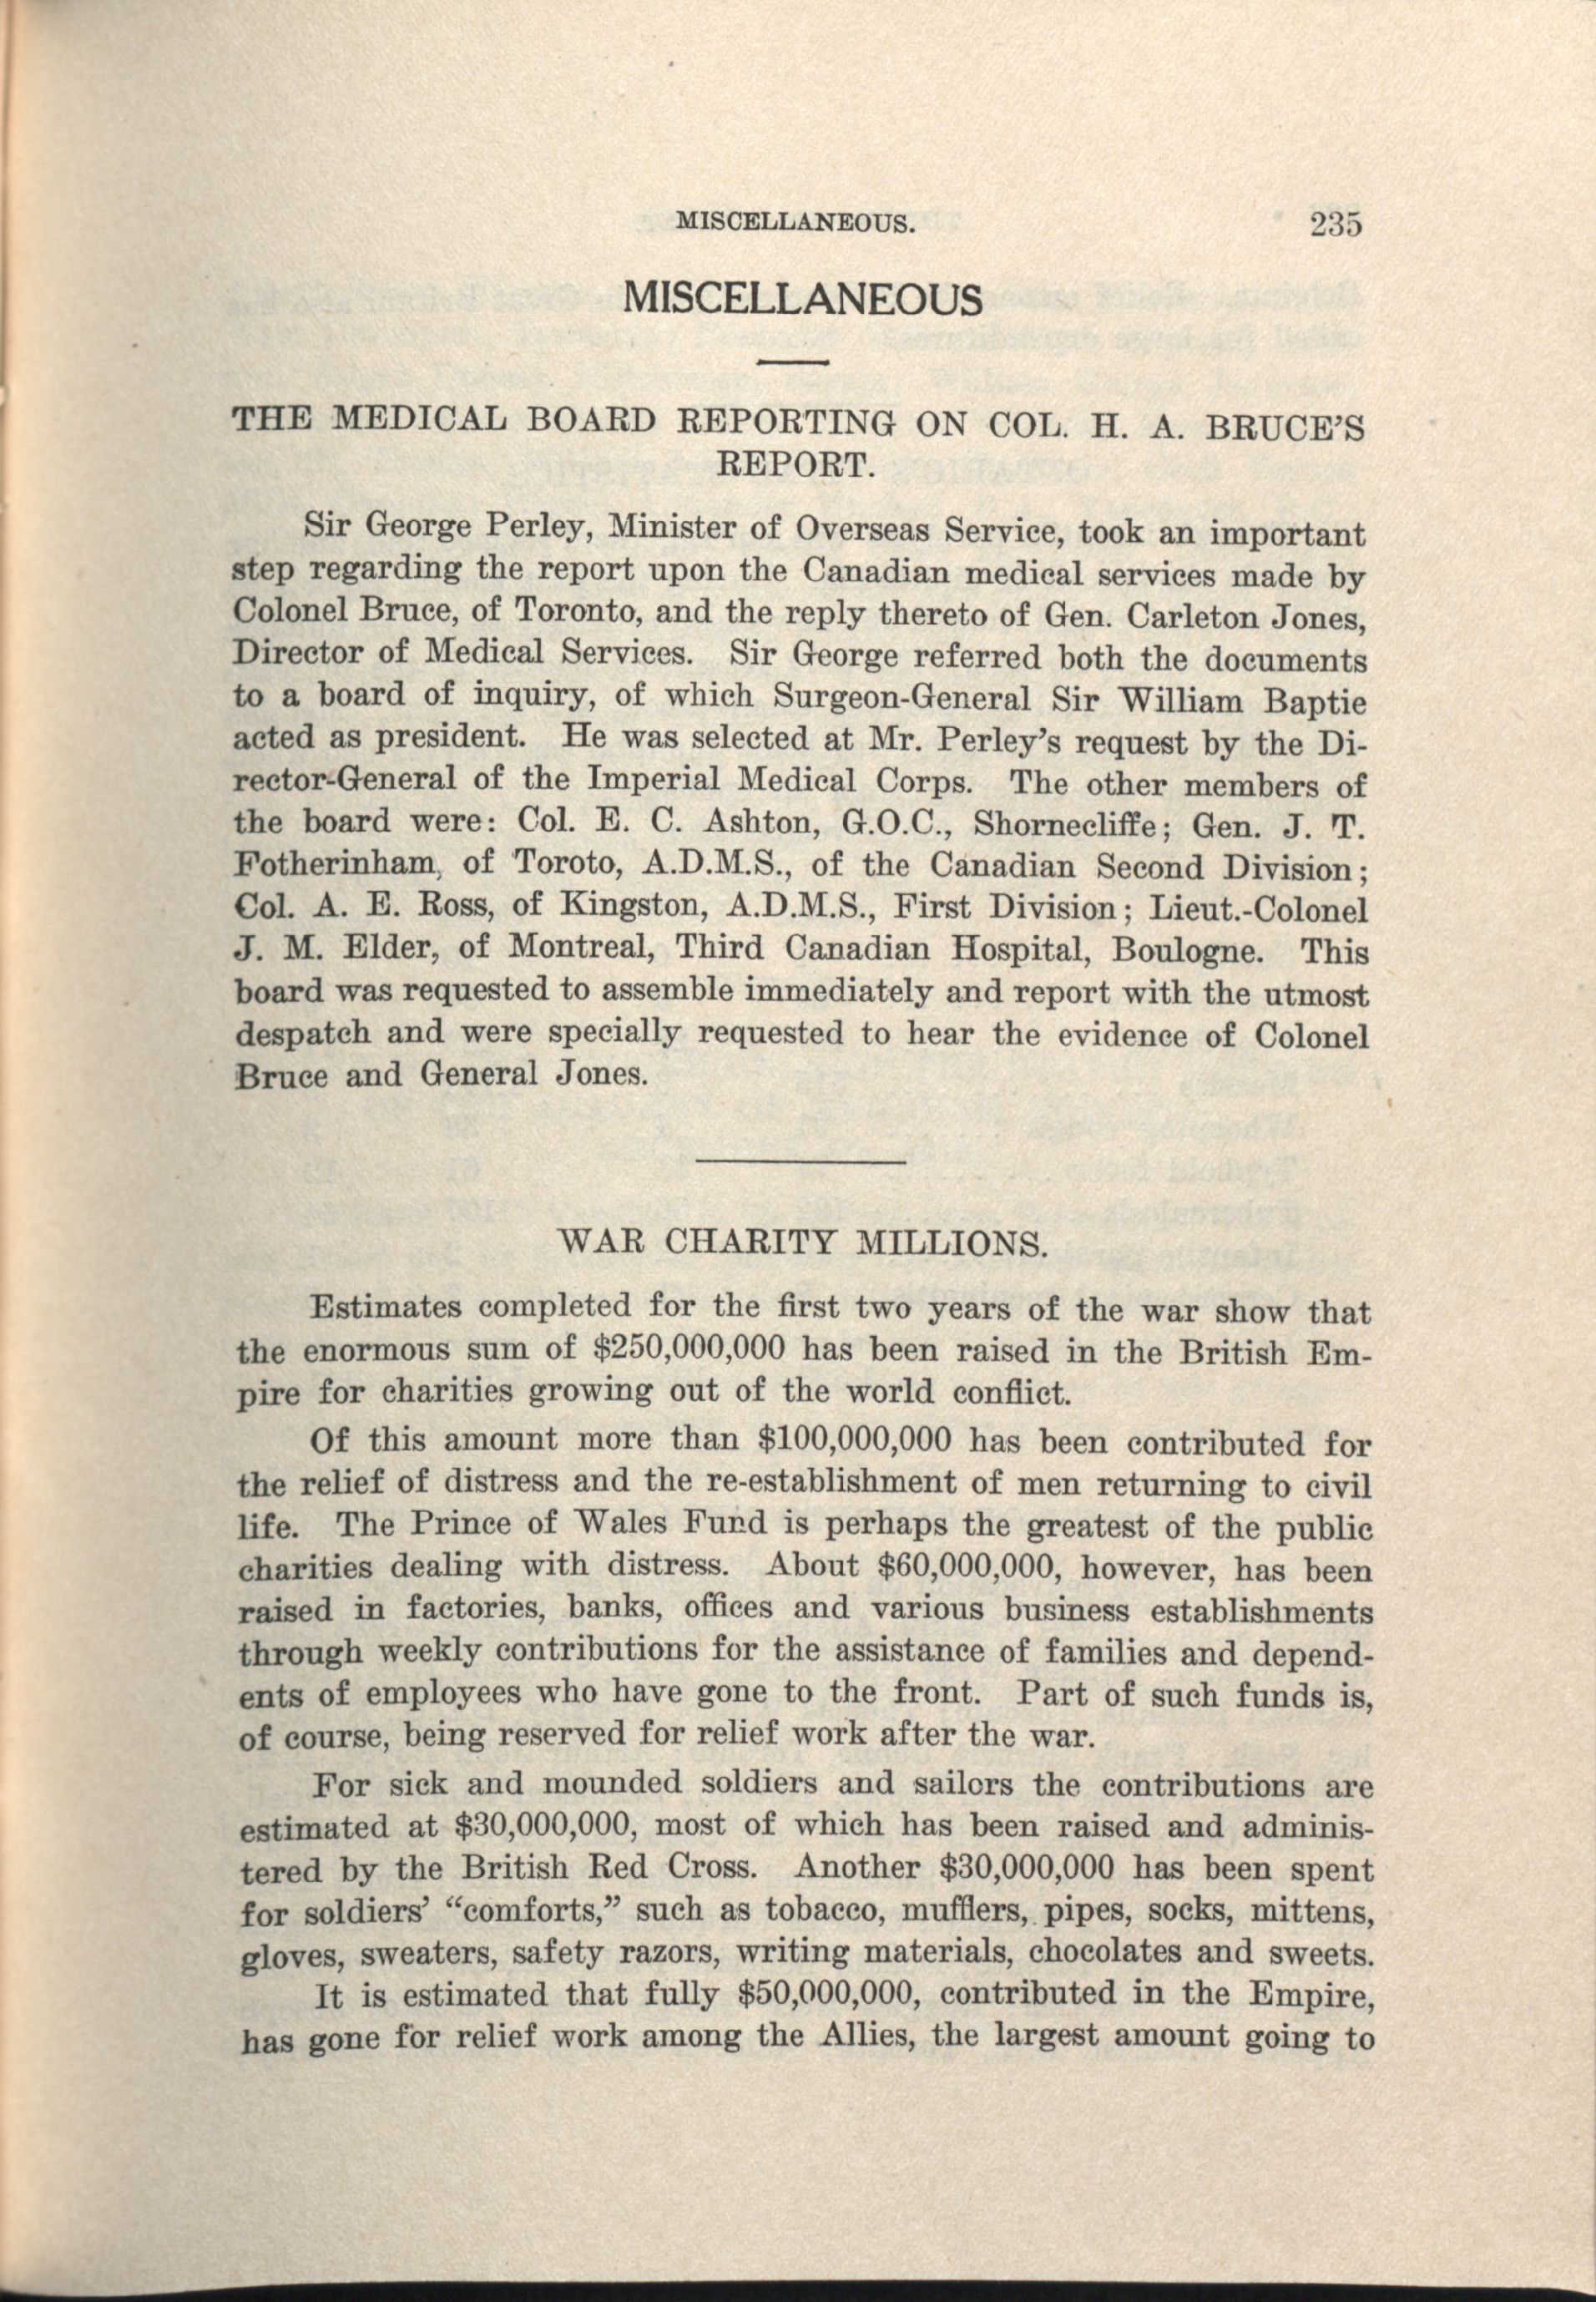 MISCELLANEOUS. 235
MISCELLANEOUS
THE MEDICAL BOARD REPORTING ON COL. H. A. BRUCE'S
REPORT.
Sir George Perley, Minister of Overseas Service, took an important
step regarding the report upon the Canadian medical services made by
Colonel Bruce, of Toronto, and the reply thereto of Gen. Carleton Jones,
Director of Medical Services. Sir George referred both the documents
to a board of inquiry, of which Surgeon-General Sir William Baptie
acted as president. He was selected at Mr. Perley's request by the Di-
rector-General of the Imperial Medical Corps. The other members of
the board were: Col. E. C. Ashton, G.O.C., Shornecliffe; Gen. J. T.
Fotherinham, of Toroto, A.D.M.S., of the Canadian Second Division;
Col. A. E. Ross, of Kingston, A.D.M.S., First Division; Lieut.-Colonel
J. M. Elder, of Montreal, Third Canadian Hospital, Boulogne. This
board was requested to assemble immediately and report with the utmost
despatch and were specially requested to hear the evidence of Colonel
Bruce and General Jones.
WAR CHARITY MILLIONS.
Estimates completed for the first two years of the war show that
the enormous sum of $250,000,000 has been raised in the British Em-
pire for charities growing out of the world conflict.
Of this amount more than $100,000,000 has been contributed for
the relief of distress and the re-establishment of men returning to civil
life. The Prince of Wales Fund is perhaps the greatest of the public
charities dealing with distress. About $60,000,000, however, has been
raised in factories, banks, offices and various business establishments
through weekly contributions for the assistance of families and depend-
ents of employees who have gone to the front. Part of such funds is,
of course, being reserved for relief work after the war.
For sick and mounded soldiers and sailors the contributions are
estimated at $30,000,000, most of which has been raised and adminis-
tered by the British Red Cross. Another $30,000,000 has been spent
for soldiers' “comforts,” such as tobacco, mufflers, pipes, socks, mittens,
gloves, sweaters, safety razors, writing materials, chocolates and sweets.
It is estimated that fully $50,000,000, contributed in the Empire,
has gone for relief work among the Allies, the largest amount going to